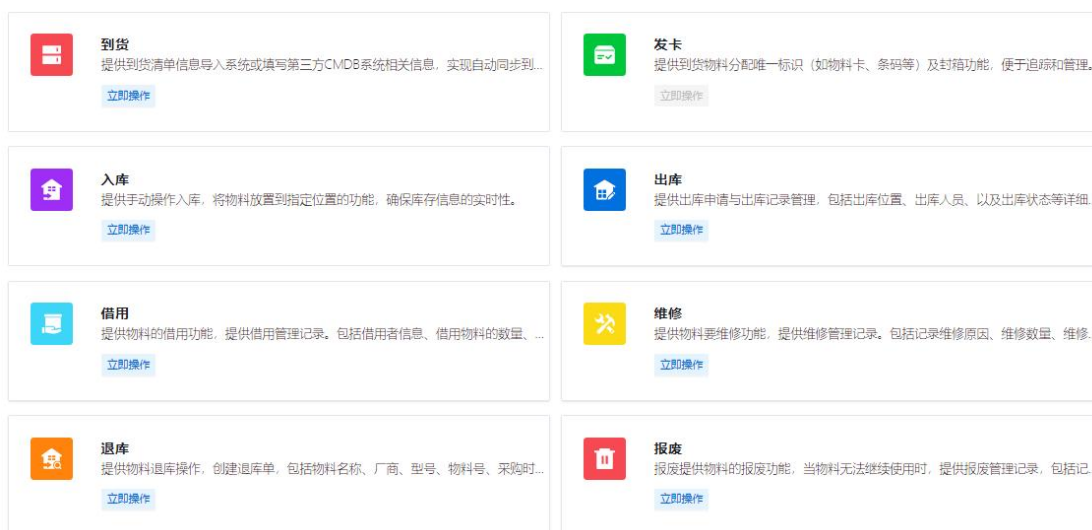 到货
提供到货清单信息导入系统或填写第三方CMDB系统相关信息，实现自动同步到...
立即操作
发卡
提供到货物料分配唯一标识（如物料卡、条码等）及封箱功能，便于追踪和管理。
立即操作
入库
提供手动操作入库，将物料放置到指定位置的功能，确保库存信息的实时性。
立即操作
出库
提供出库申请与出库记录管理，包括出库位置、出库人员、以及出库状态等详细...
立即操作
借用
提供物料的借用功能，提供借用管理记录。包括借用者信息、借用物料的数量、...
立即操作
维修
提供物料要维修功能，提供维修管理记录。包括记录维修原因、维修数量、维修...
立即操作
退库
提供物料退库操作，创建退库单，包括物料名称、厂商、型号、物料号、采购时...
立即操作
报废
报废提供物料的报废功能，当物料无法继续使用时，提供报废管理记录，包括记...
立即操作